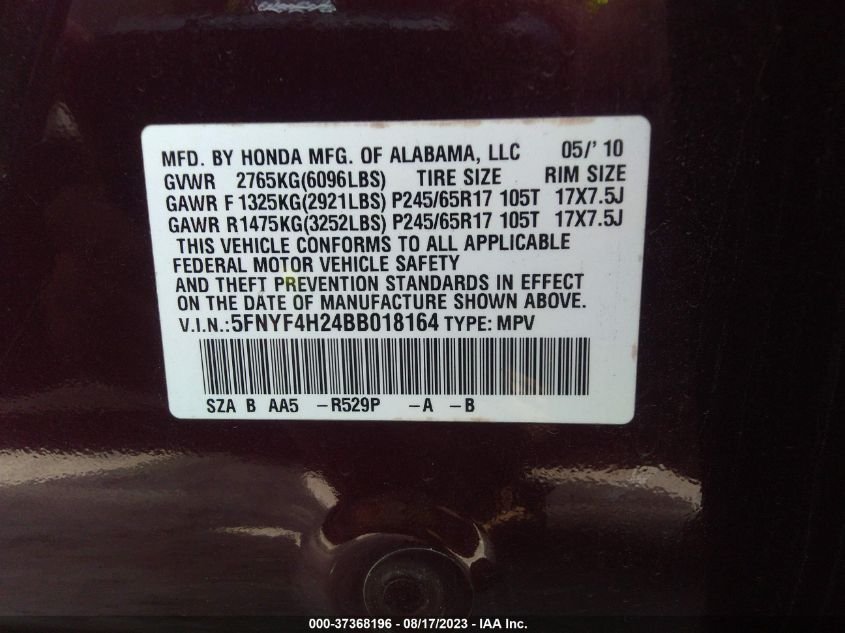 MFD. BY HONDA MFG. OF ALABAMA, LLC 05/' 10
GVWR 2765KG(6096LBS) TIRE SIZE RIM SIZE
GAWR F 1325KG(2921LBS) P245/65R17 105T 17X7.5J
GAWR R1475KG(3252LBS) P245/65R17 105T 17X7.5J
THIS VEHICLE CONFORMS TO ALL APPLICABLE
FEDERAL MOTOR VEHICLE SAFETY
AND THEFT PREVENTION STANDARDS IN EFFECT
ON THE DATE OF MANUFACTURE SHOWN ABOVE.
V.I.N.:5FNYF4H24BB018164 TYPE: MPV
SZA B AA5 -R529P -A -B
000-37368196 - 08/17/2023 - IAA Inc.